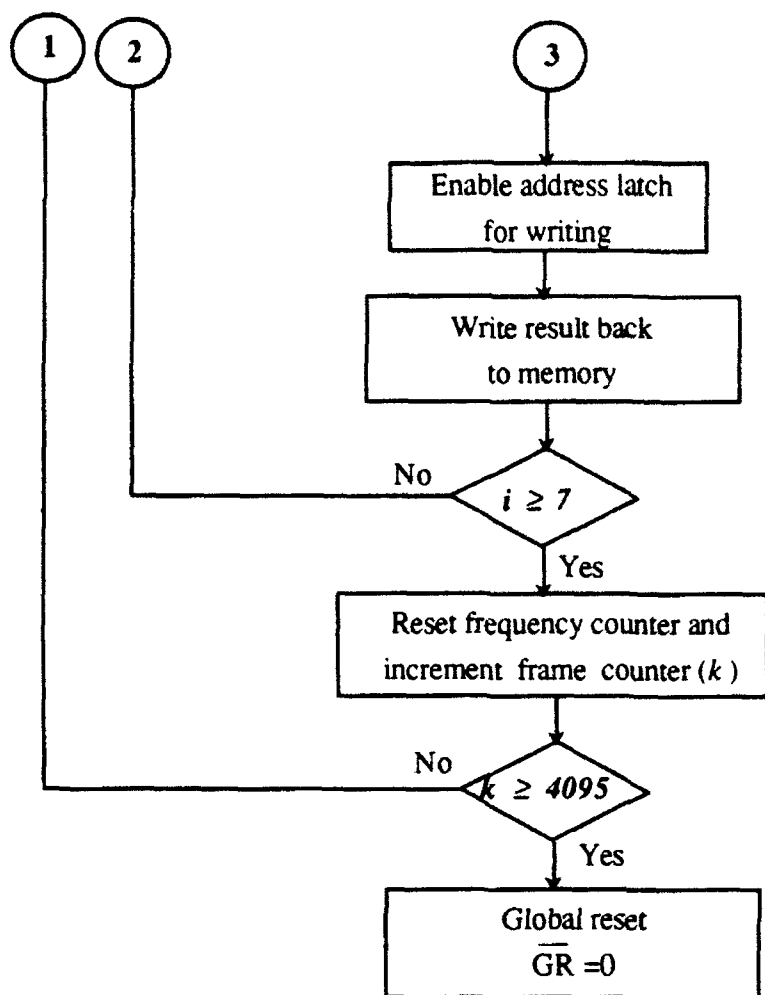 1
2
3
Enable address latch
for writing
Write result back
to memory
No
i ≥ 7
Yes
Reset frequency counter and
increment frame counter (k)
No
k ≥ 4095
Yes
Global reset
G̅R̅ =0